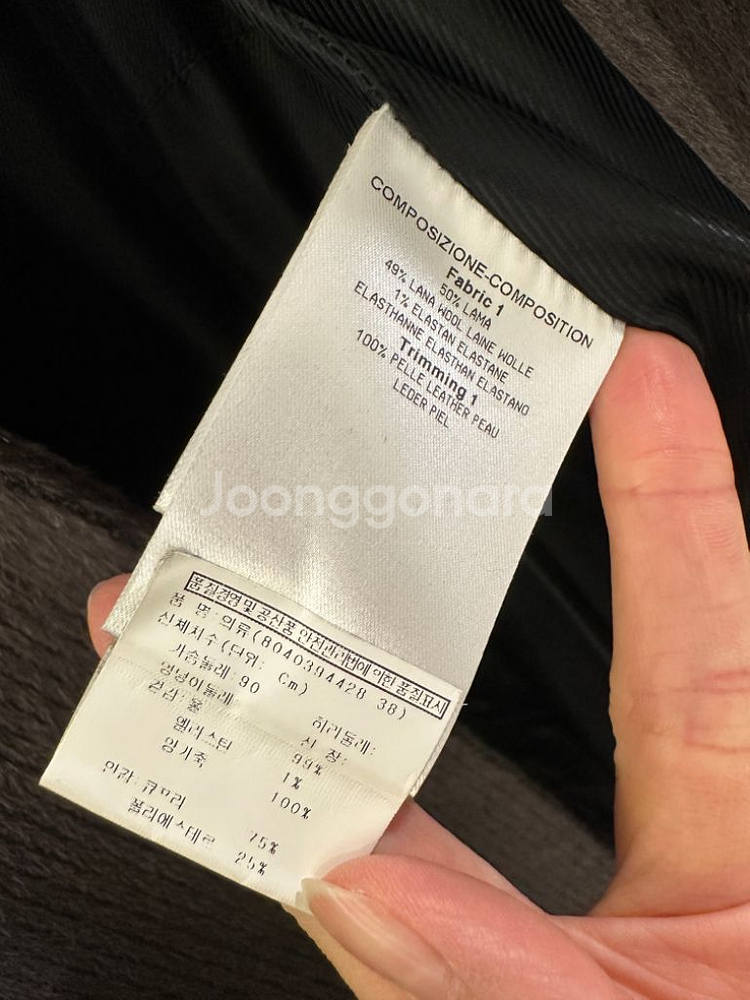 COMPOSIZIONE-COMPOSITION
Fabric 1
50% LAMA
49% LANA WOOL LAINE WOLLE
1% ELASTAN ELASTANE
ELASTHANNE ELASTHAN ELASTANO
Trimming 1
100% PELLE LEATHER PEAU
LEDER PIEL
Joonggonara
품질경영 및 공산품 안전관리법에 의한 품질표시
품 명: 의류(8040394428 38)
신체치수(단위: Cm)
가슴둘레: 90 허리둘레:
엉덩이둘레: 신 장:
겉감: 울 99%
엘라스틴 1%
양가죽 100%
안감: 큐프라 75%
폴리에스테르 25%